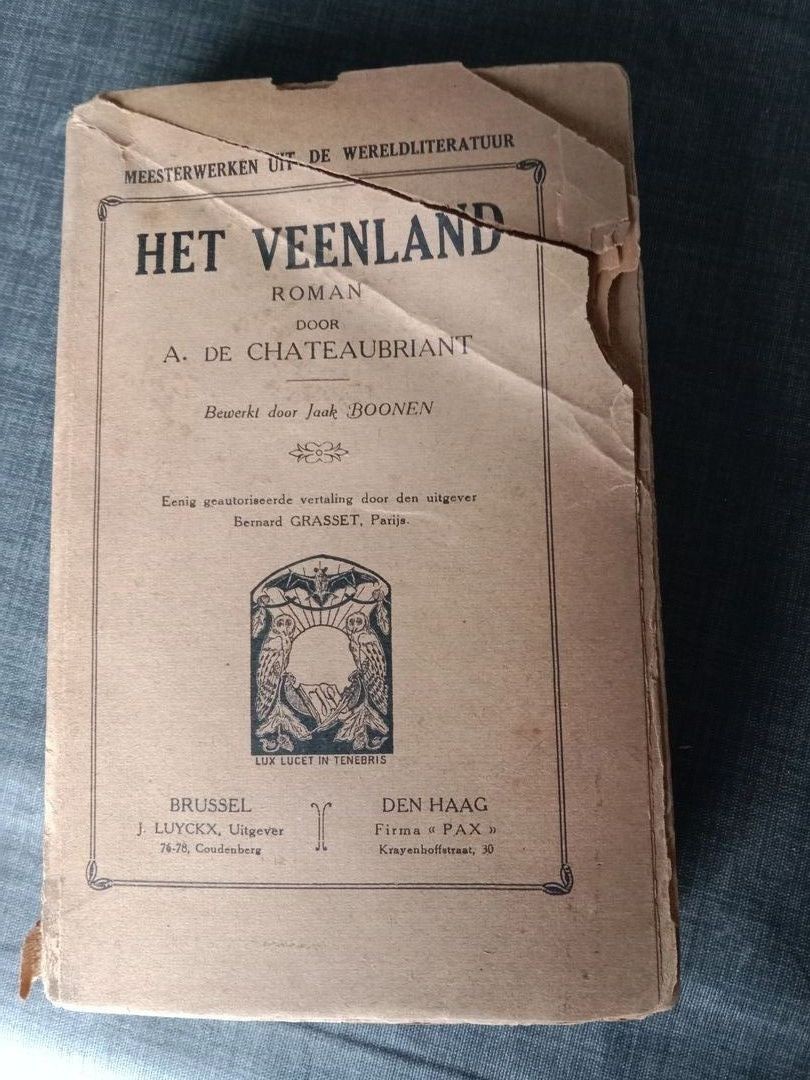 MEESTERWERKEN UIT DE WERELDLITERATUUR
HET VEENLAND
ROMAN
DOOR
A. DE CHATEAUBRIANT
Bewerkt door Jaak BOONEN
Eenig geautoriseerde vertaling door den uitgever
Bernard GRASSET, Parijs.
LUX LUCET IN TENEBRIS
BRUSSEL
J. LUYCKX, Uitgever
76-78, Coudenberg
DEN HAAG
Firma « PAX »
Krayenhoffstraat, 30